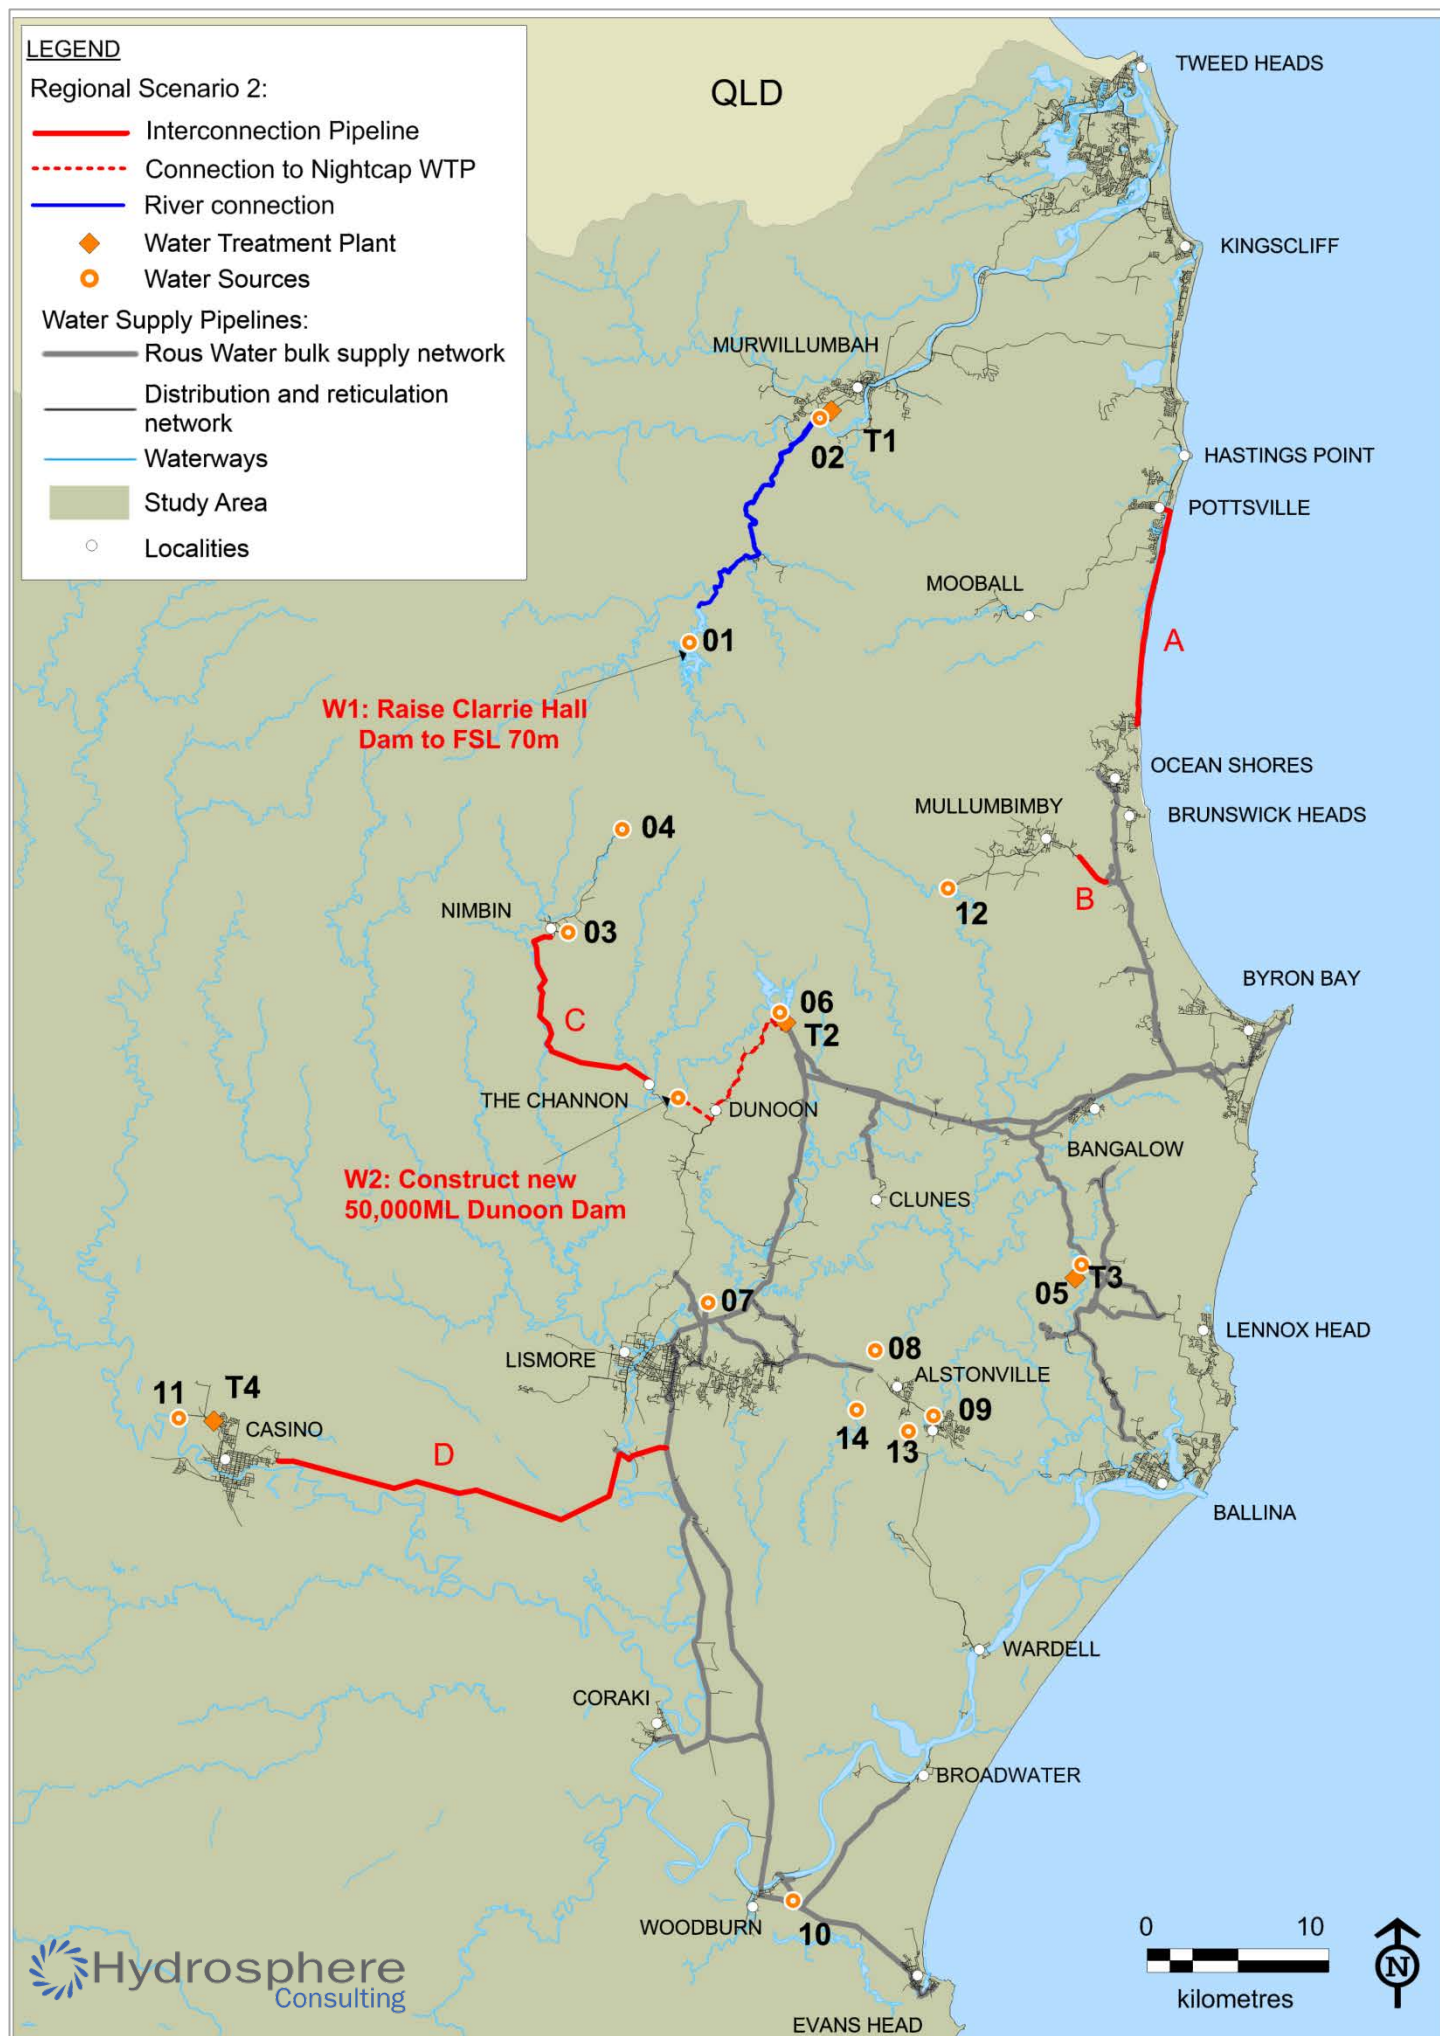 LEGEND
Regional Scenario 2:
Interconnection Pipeline
Connection to Nightcap WTP
River connection
Water Treatment Plant
Water Sources
Water Supply Pipelines:
Rous Water bulk supply network
Distribution and reticulation
network
Waterways
Study Area
Localities
QLD
TWEED HEADS
KINGSCLIFF
MURWILLUMBAH
T1
02
HASTINGS POINT
POTTSVILLE
MOOBALL
01
A
W1: Raise Clarrie Hall
Dam to FSL 70m
OCEAN SHORES
MULLUMBIMBY
BRUNSWICK HEADS
04
B
12
NIMBIN
03
BYRON BAY
06
C
T2
THE CHANNON
DUNOON
BANGALOW
W2: Construct new
50,000ML Dunoon Dam
CLUNES
T3
05
07
LENNOX HEAD
LISMORE
08
ALSTONVILLE
11
T4
09
CASINO
14
13
D
BALLINA
WARDELL
CORAKI
BROADWATER
WOODBURN
10
0 10
N
kilometres
Hydrosphere
Consulting
EVANS HEAD